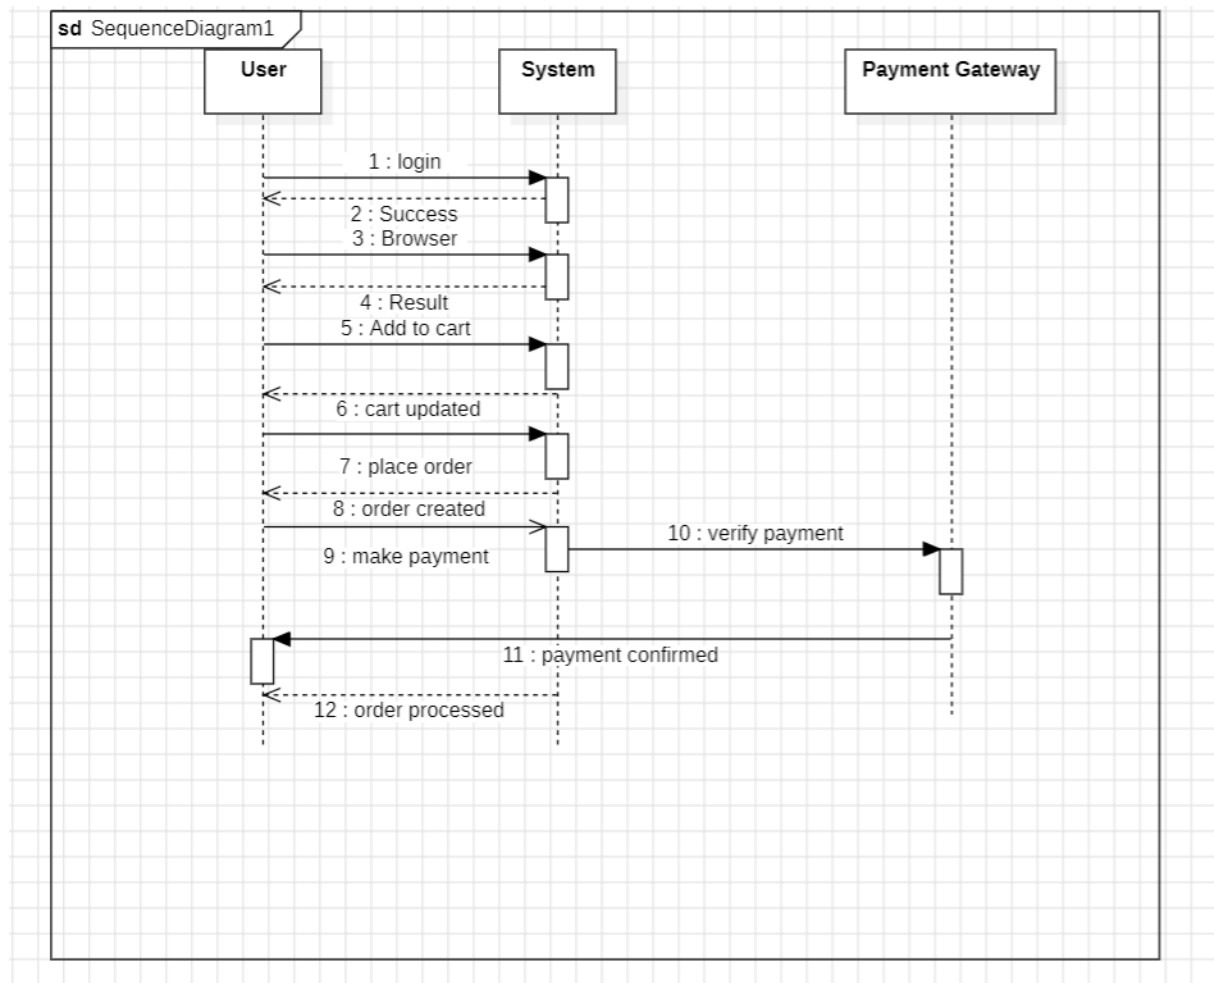 sd SequenceDiagram1
User
System
Payment Gateway
1 : login
2 : Success
3 : Browser
4 : Result
5 : Add to cart
6 : cart updated
7 : place order
8 : order created
10 : verify payment
9 : make payment
11 : payment confirmed
12 : order processed